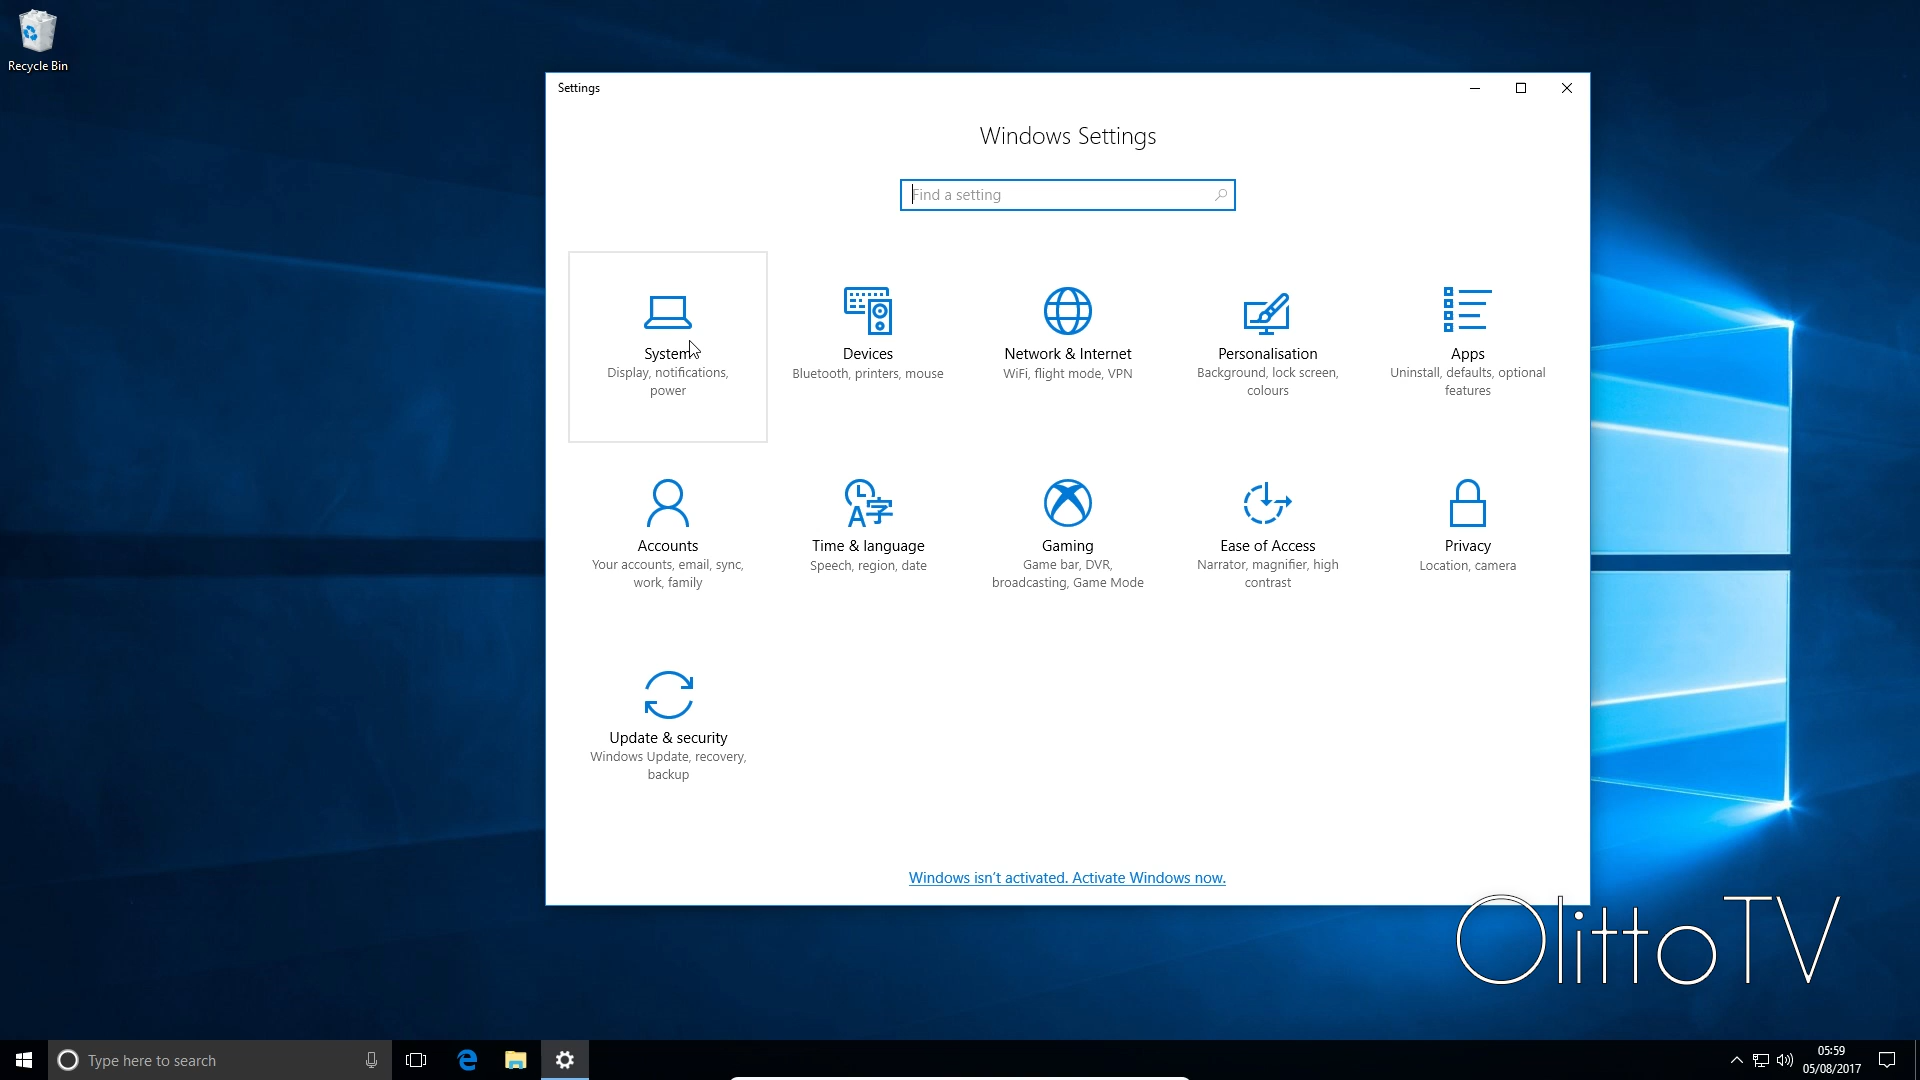 Recycle Bin
Settings
Windows Settings
Find a setting
System
Display, notifications,
power
Devices
Bluetooth, printers, mouse
Network & Internet
WiFi, flight mode, VPN
Personalisation
Background, lock screen,
colours
Apps
Uninstall, defaults, optional
features
Accounts
Your accounts, email, sync,
work, family
Time & language
Speech, region, date
Gaming
Game bar, DVR,
broadcasting, Game Mode
Ease of Access
Narrator, magnifier, high
contrast
Privacy
Location, camera
Update & security
Windows Update, recovery,
backup
Windows isn't activated. Activate Windows now.
OlittoTV
Type here to search
05:59
05/08/2017